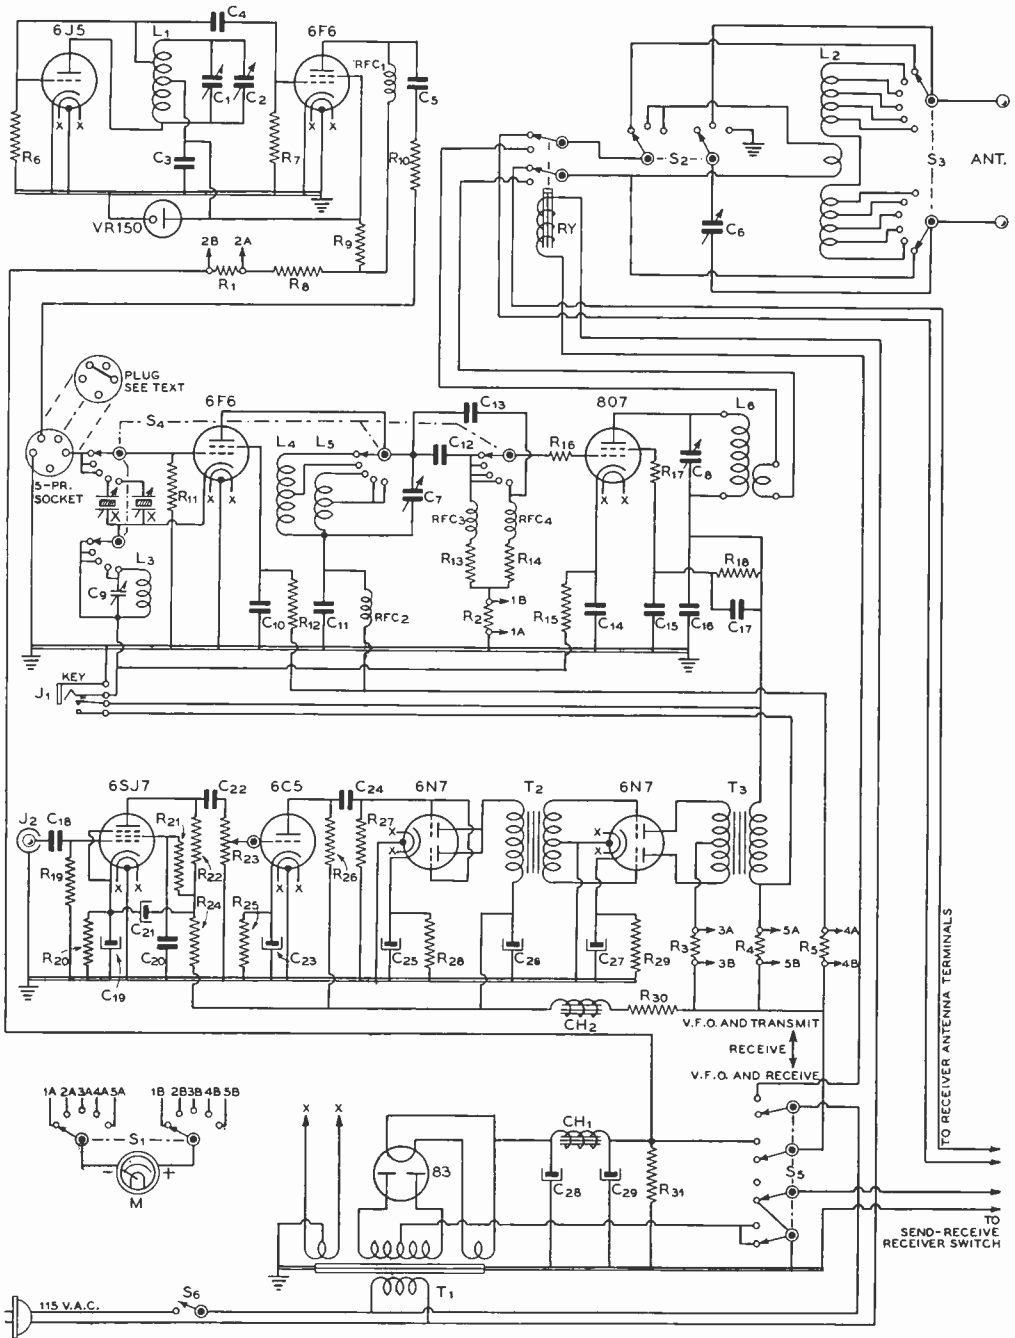 6J5
L1
C4
6F6
RFC1
C5
C1
C2
R6
C3
R7
R10
X X
X X
VR150
R9
2B
2A
R1
R8
S2
C6
RY
L2
S3
ANT.
PLUG
SEE TEXT
5-PR.
SOCKET
S4
6F6
L4
L5
C13
C12
R16
807
L6
C8
R17
R11
X
X
C7
RFC3
RFC4
R13
R14
R18
L3
C9
X X
X X
C10
R12
C11
RFC2
R2
1B
1A
R15
C14
C15
C16
C17
KEY
J1
6SJ7
C22
6C5
C24
6N7
T2
6N7
T3
J2
C18
R21
R23
R27
X
X
X
X
R19
R22
R26
X X
X X
R24
R25
C21
R20
C20
C19
C23
C25
R28
C26
C27
R29
R3
3A
3B
R4
5A
5B
R5
4A
4B
CH2
R30
V.F.O. AND TRANSMIT
RECEIVE
V.F.O. AND RECEIVE
TO RECEIVER ANTENNA TERMINALS
1A 2A 3A 4A 5A
1B 2B 3B 4B 5B
S1
- +
M
X X
83
CH1
C28
C29
R31
S5
TO
SEND-RECEIVE
RECEIVER SWITCH
T1
115 V.A.C.
S6